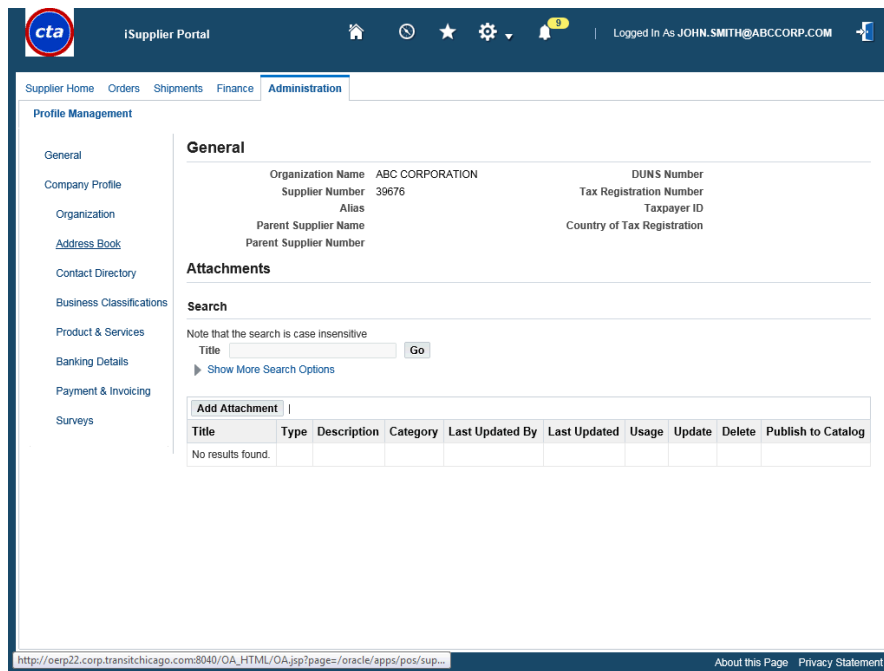 cta
iSupplier Portal
9
| Logged In As JOHN.SMITH@ABCCORP.COM
Supplier Home Orders Shipments Finance Administration
Profile Management
General
Company Profile
Organization
Address Book
Contact Directory
Business Classifications
Product & Services
Banking Details
Payment & Invoicing
Surveys
General
Organization Name ABC CORPORATION
Supplier Number 39676
Alias
Parent Supplier Name
Parent Supplier Number
DUNS Number
Tax Registration Number
Taxpayer ID
Country of Tax Registration
Attachments
Search
Note that the search is case insensitive
Title Go
Show More Search Options
Add Attachment |
Title Type Description Category Last Updated By Last Updated Usage Update Delete Publish to Catalog
No results found.
http://oerp22.corp.transitchicago.com:8040/OA_HTML/OA.jsp?page=/oracle/apps/pos/sup...
About this Page Privacy Statement